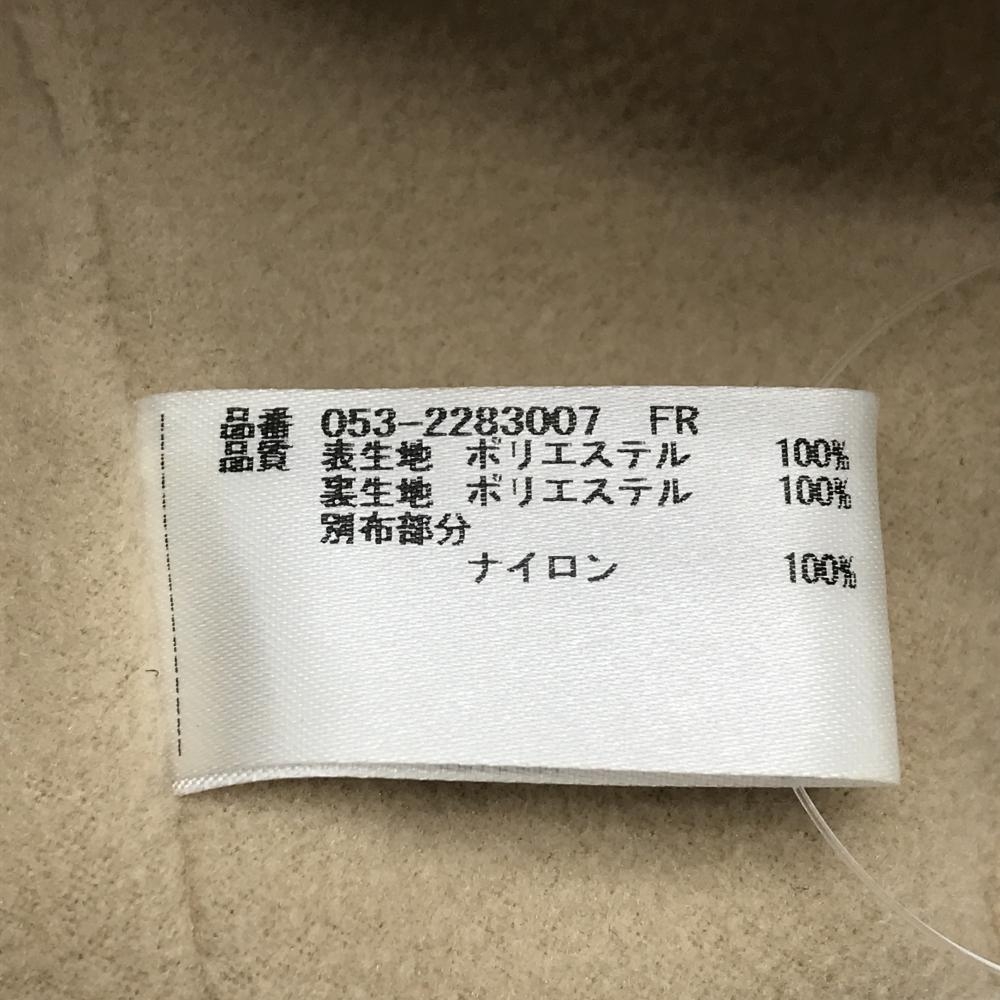 品番 053-2283007 FR
品質 表生地 ポリエステル 100%
裏生地 ポリエステル 100%
別布部分
ナイロン 100%